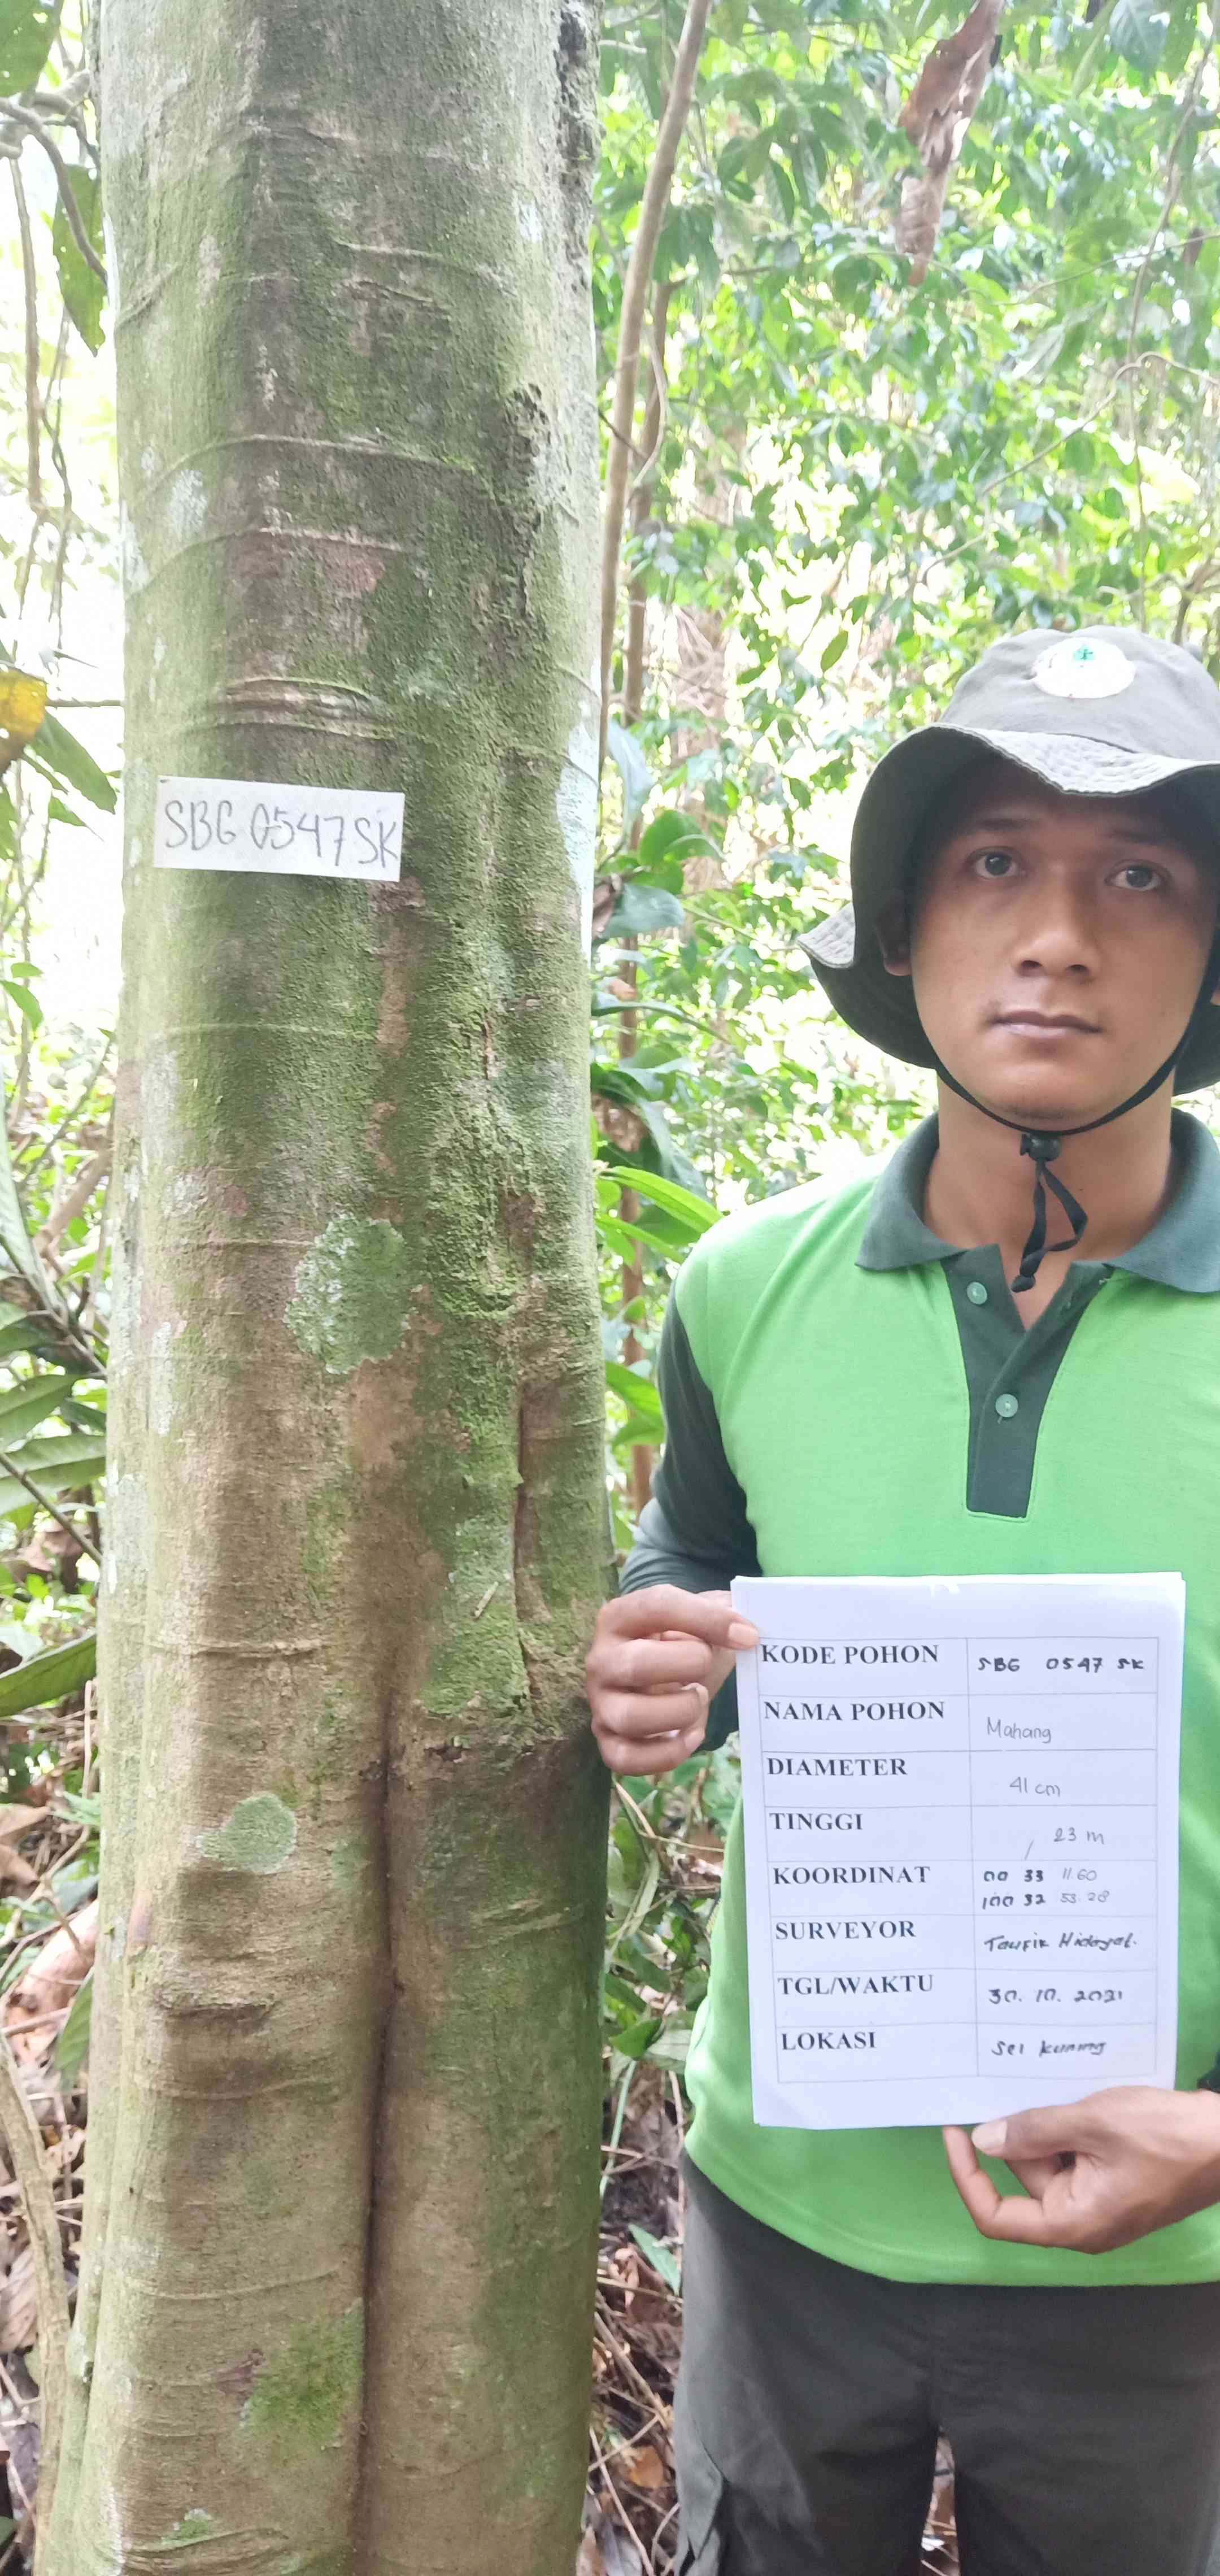 SBG 0547 SK
KODE POHON SBG 0547 SK
NAMA POHON Mahang
DIAMETER 41 cm
TINGGI 23 m
KOORDINAT 00 33 11.60
100 32 53.28
SURVEYOR Taufik Hidayat.
TGL/WAKTU 30. 10. 2021
LOKASI Sei kuning